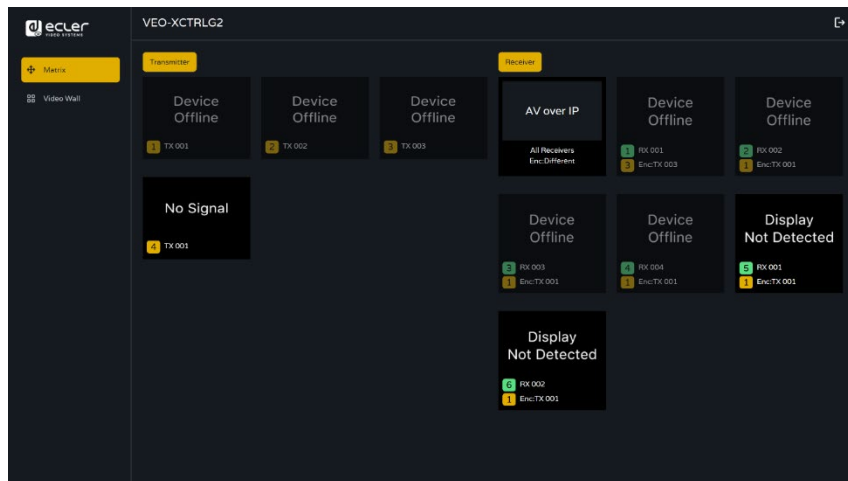 ecler
VIDEO SYSTEMS
VEO-XCTRLG2
Matrix
Video Wall
Transmitter
Device
Offline
1 TX 001
Device
Offline
2 TX 002
Device
Offline
3 TX 003
No Signal
4 TX 001
Receiver
AV over IP
All Receivers
Enc:Different
Device
Offline
1 RX 001
3 Enc:TX 003
Device
Offline
2 RX 002
1 Enc:TX 001
Device
Offline
3 RX 003
1 Enc:TX 001
Device
Offline
4 RX 004
1 Enc:TX 001
Display
Not Detected
5 RX 001
1 Enc:TX 001
Display
Not Detected
6 RX 002
1 Enc:TX 001